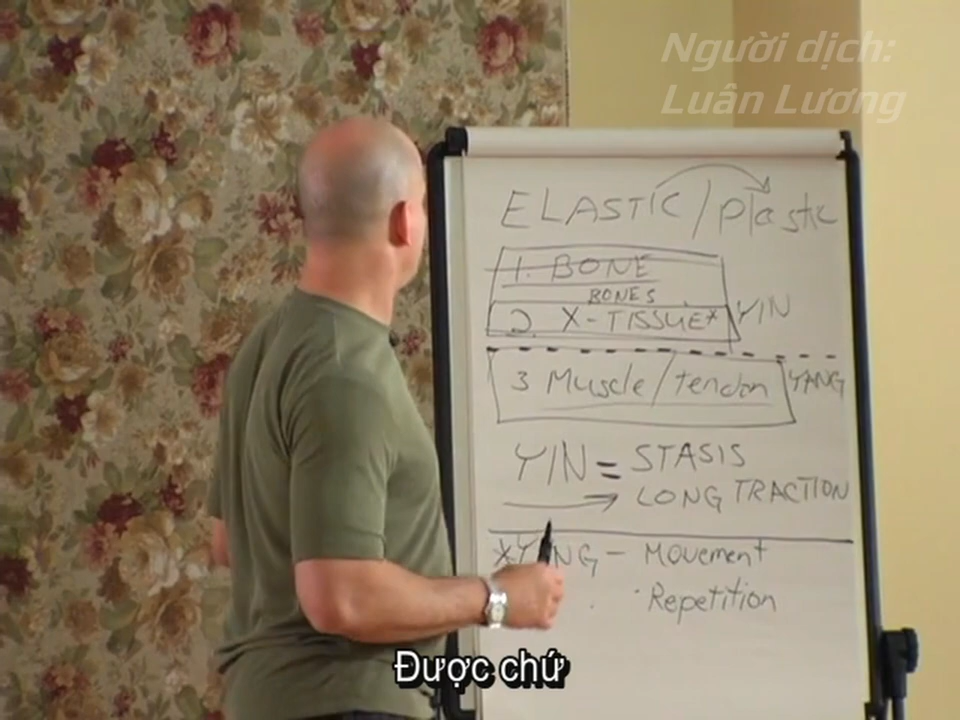 Người dịch:
Luân Lương
ELASTIC / Plastic
1. BONE
BONES
2. X-TISSUE* YIN
3 Muscle/tendon YANG
YIN = STASIS
LONG TRACTION
*YANG - Movement
· Repetition
Được chứ